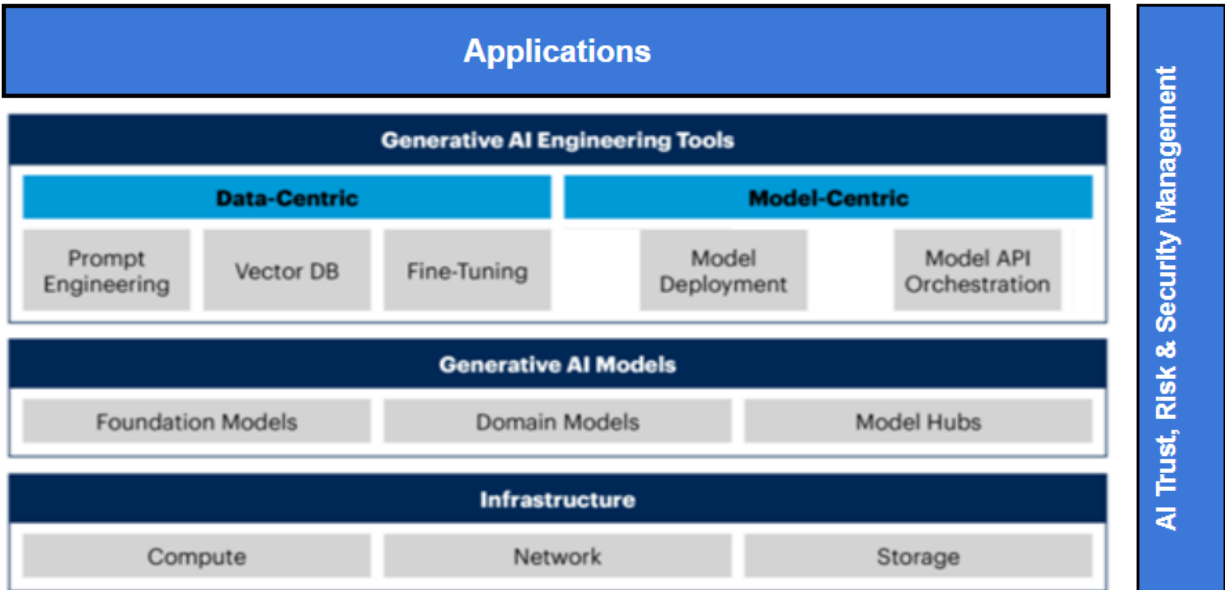 Applications
Generative AI Engineering Tools
Data-Centric
Model-Centric
Prompt
Engineering
Vector DB
Fine-Tuning
Model
Deployment
Model API
Orchestration
Generative AI Models
Foundation Models
Domain Models
Model Hubs
Infrastructure
Compute
Network
Storage
AI Trust, Risk & Security Management